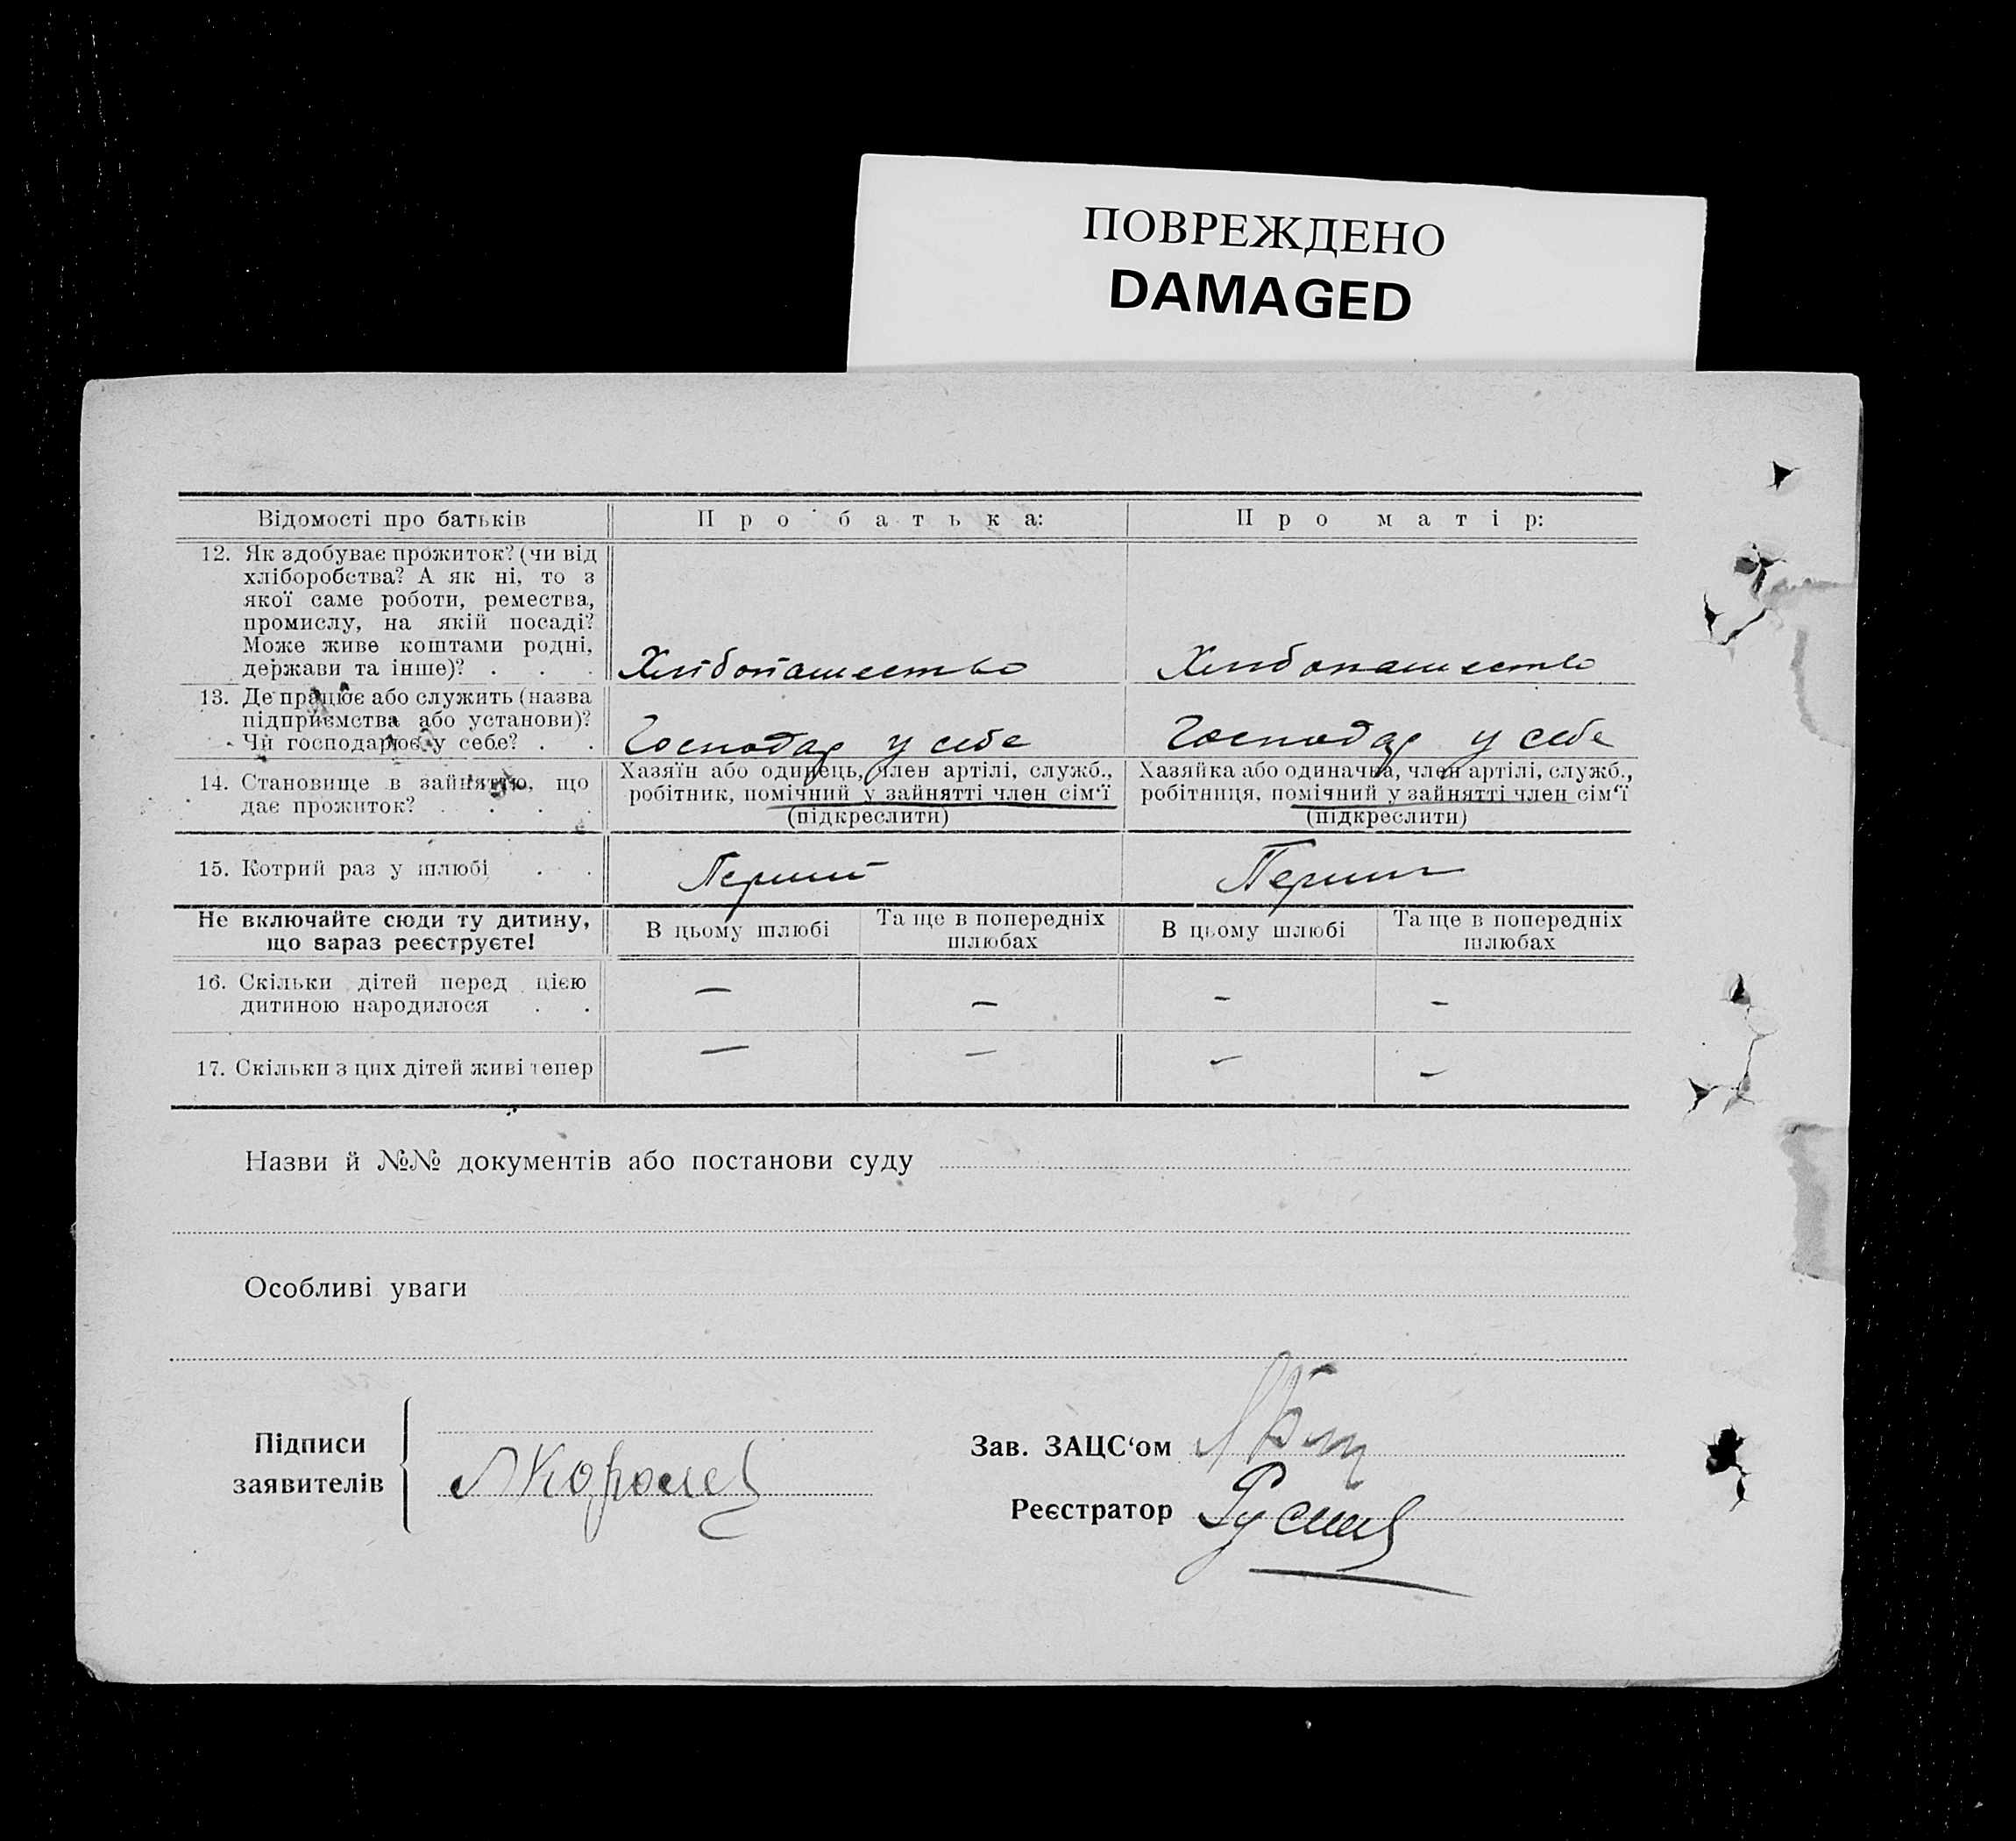 ПОВРЕЖДЕНО
DAMAGED
Відомості про батьків
Про батька:
Про матір:
12. Як здобуває прожиток? (чи від
хліборобства? А як ні, то з
якої саме роботи, ремества,
промислу, на якій посаді?
Може живе коштами родні,
держави та інше)? . . .
Хлібопашество
Хлібопашество
13. Де працює або служить (назва
підприємства або установи)?
Чи господарює у себе? . .
Господар у себе
Господар у себе
14. Становище в зайняттю, що
дає прожиток? . . . .
Хазяїн або одинець, член артілі, служб.,
робітник, помічний у зайнятті член сім'ї
(підкреслити)
Хазяйка або одиначка, член артілі, служб.,
робітниця, помічний у зайнятті член сім'ї
(підкреслити)
15. Котрий раз у шлюбі . .
Перший
Перший
Не включайте сюди ту дитину,
що зараз реєструєте!
В цьому шлюбі
Та ще в попередніх
шлюбах
В цьому шлюбі
Та ще в попередніх
шлюбах
16. Скільки дітей перед цією
дитиною народилося . .
— — - -
17. Скільки з цих дітей живі тепер
— — - -
Назви й №№ документів або постанови суду
Особливі уваги
Підписи
заявителів
Зав. ЗАЦС'ом
Реєстратор